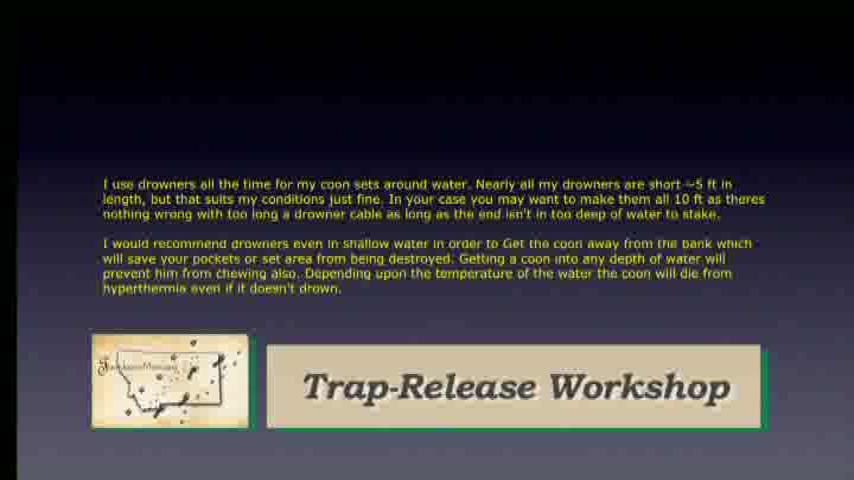 I use drowners all the time for my coon sets around water. Nearly all my drowners are short ~5 ft in
length, but that suits my conditions just fine. In your case you may want to make them all 10 ft as theres
nothing wrong with too long a drowner cable as long as the end isn't in too deep of water to stake.
I would recommend drowners even in shallow water in order to Get the coon away from the bank which
will save your pockets or set area from being destroyed. Getting a coon into any depth of water will
prevent him from chewing also. Depending upon the temperature of the water the coon will die from
hyperthermia even if it doesn't drown.
Trap-Release Workshop